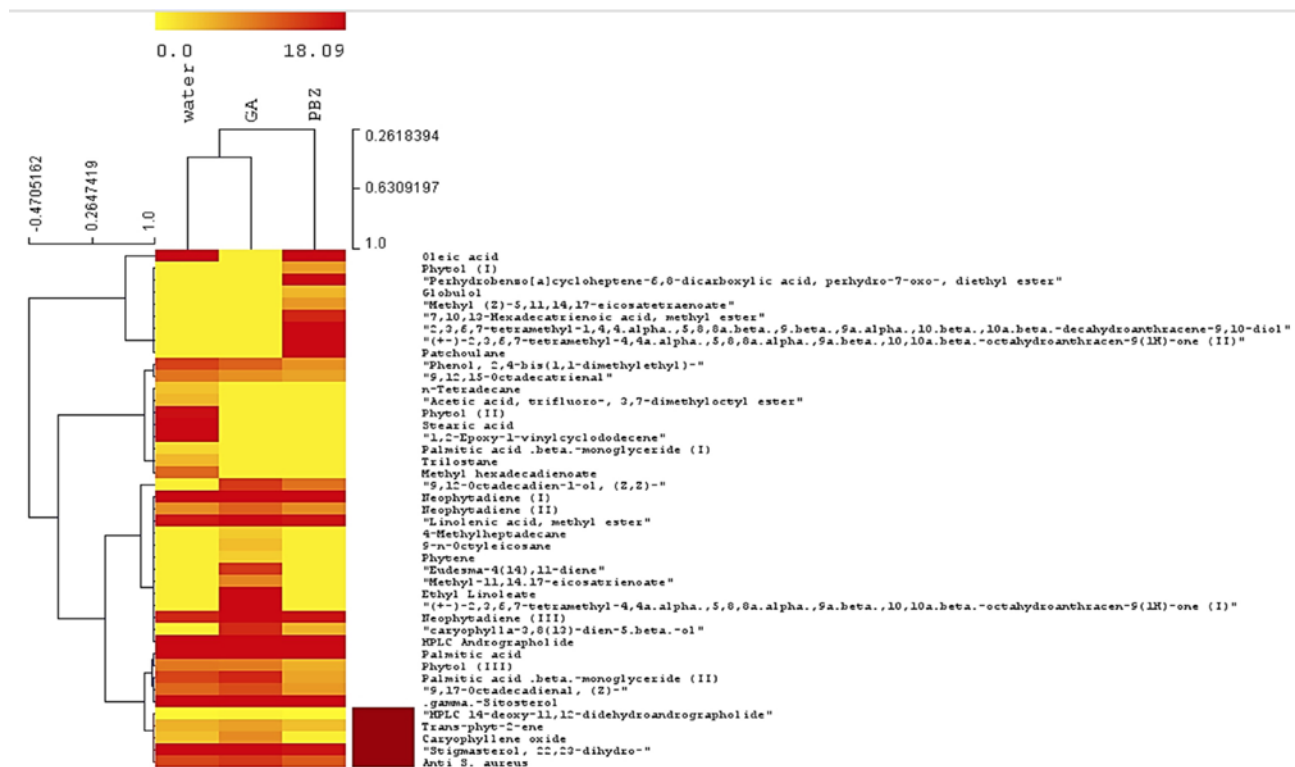 0.0 18.09
water GA PBZ
0.2618394
0.6309197
1.0
-0.4705162 0.2647419 1.0
Oleic acid
Phytol (I)
"Perhydrobenso[a]cycloheptene-6,8-dicarboxylic acid, perhydro-7-oxo-, diethyl ester"
Globulol
"Methyl (Z)-5,11,14,17-eicosatetraenoate"
"7,10,13-Hexadecatrienoic acid, methyl ester"
"2,3,6,7-tetramethyl-1,4,4.alpha.,5,8,8a.beta.,9.beta.,9a.alpha.,10.beta.,10a.beta.-decahydroanthracene-9,10-diol"
"(+-)-2,3,6,7-tetramethyl-4,4a.alpha.,5,8,8a.alpha.,9a.beta.,10,10a.beta.-octahydroanthracen-9(1H)-one (II)"
Patchoulane
"Phenol, 2,4-bis(1,1-dimethylethyl)-"
"9,12,15-Octadecatrienal"
n-Tetradecane
"Acetic acid, trifluoro-, 3,7-dimethyloctyl ester"
Phytol (II)
Stearic acid
"1,2-Epoxy-1-vinylcyclododecene"
Palmitic acid .beta.-monoglyceride (I)
Trilostane
Methyl hexadecadienoate
"9,12-Octadecadien-1-ol, (Z,Z)-"
Neophytadiene (I)
Neophytadiene (II)
"Linolenic acid, methyl ester"
4-Methylheptadecane
9-n-Octyleicosane
Phytene
"Eudesma-4(14),11-diene"
"Methyl-11,14.17-eicosatrienoate"
Ethyl Linoleate
"(+-)-2,3,6,7-tetramethyl-4,4a.alpha.,5,8,8a.alpha.,9a.beta.,10,10a.beta.-octahydroanthracen-9(1H)-one (I)"
Neophytadiene (III)
"caryophylla-3,8(13)-dien-5.beta.-ol"
HPLC Andrographolide
Palmitic acid
Phytol (III)
Palmitic acid .beta.-monoglyceride (II)
"9,17-Octadecadienal, (Z)-"
.gamma.-Sitosterol
"HPLC 14-deoxy-11,12-didehydroandrographolide"
Trans-phyt-2-ene
Caryophyllene oxide
"Stigmasterol, 22,23-dihydro-"
Anti S. aureus